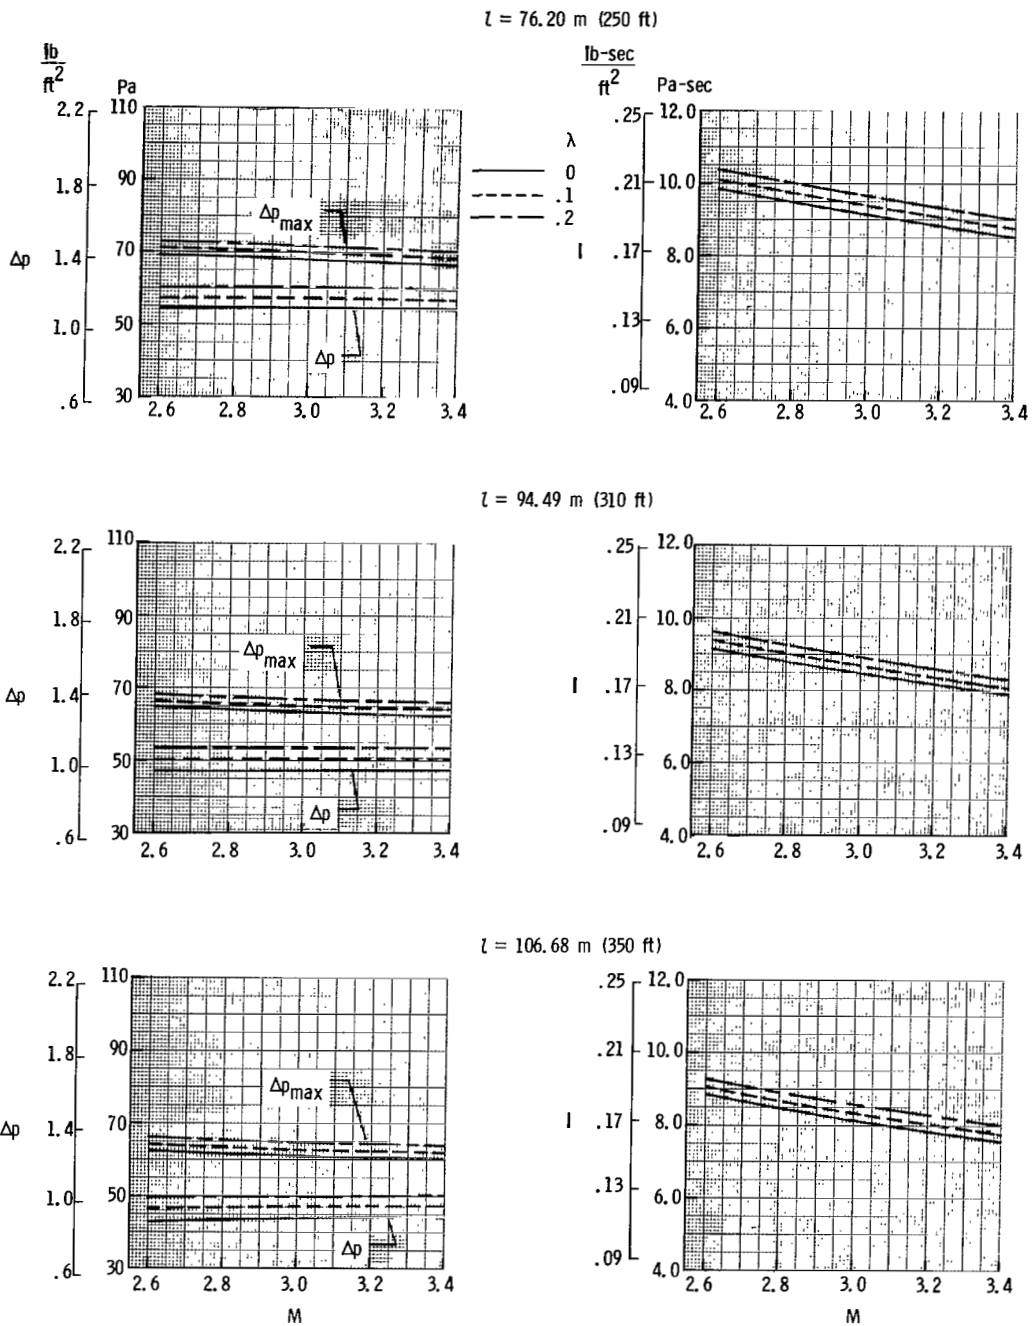 l = 76.20 m (250 ft)
lb
ft2
Pa
2.2
1.8
1.4
1.0
.6
Δp
110
90
70
50
30
Δpmax
Δp
2.6 2.8 3.0 3.2 3.4
λ
0
.1
.2
lb-sec
ft2
Pa-sec
.25
.21
.17
.13
.09
I
12.0
10.0
8.0
6.0
4.0
2.6 2.8 3.0 3.2 3.4
l = 94.49 m (310 ft)
2.2
1.8
1.4
1.0
.6
Δp
110
90
70
50
30
Δpmax
Δp
2.6 2.8 3.0 3.2 3.4
.25
.21
.17
.13
.09
I
12.0
10.0
8.0
6.0
4.0
2.6 2.8 3.0 3.2 3.4
l = 106.68 m (350 ft)
2.2
1.8
1.4
1.0
.6
Δp
110
90
70
50
30
Δpmax
Δp
2.6 2.8 3.0 3.2 3.4
M
.25
.21
.17
.13
.09
I
12.0
10.0
8.0
6.0
4.0
2.6 2.8 3.0 3.2 3.4
M